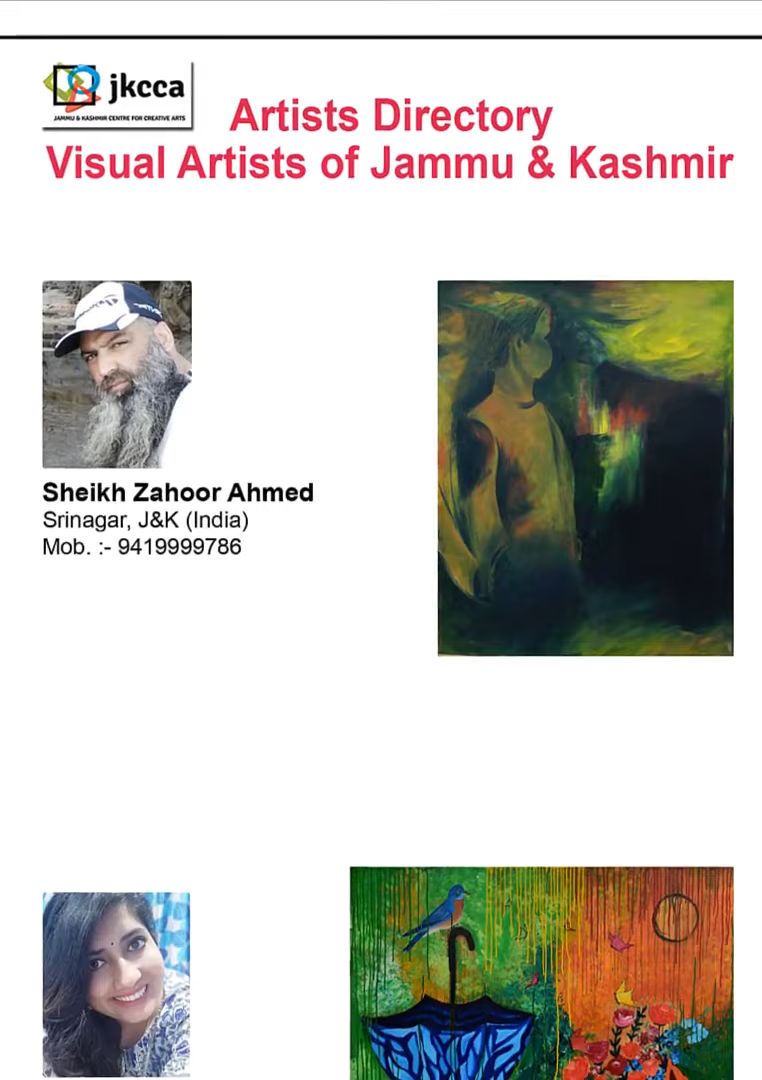 jkcca
JAMMU & KASHMIR CENTRE FOR CREATIVE ARTS
Artists Directory
Visual Artists of Jammu & Kashmir
Sheikh Zahoor Ahmed
Srinagar, J&K (India)
Mob. :- 9419999786